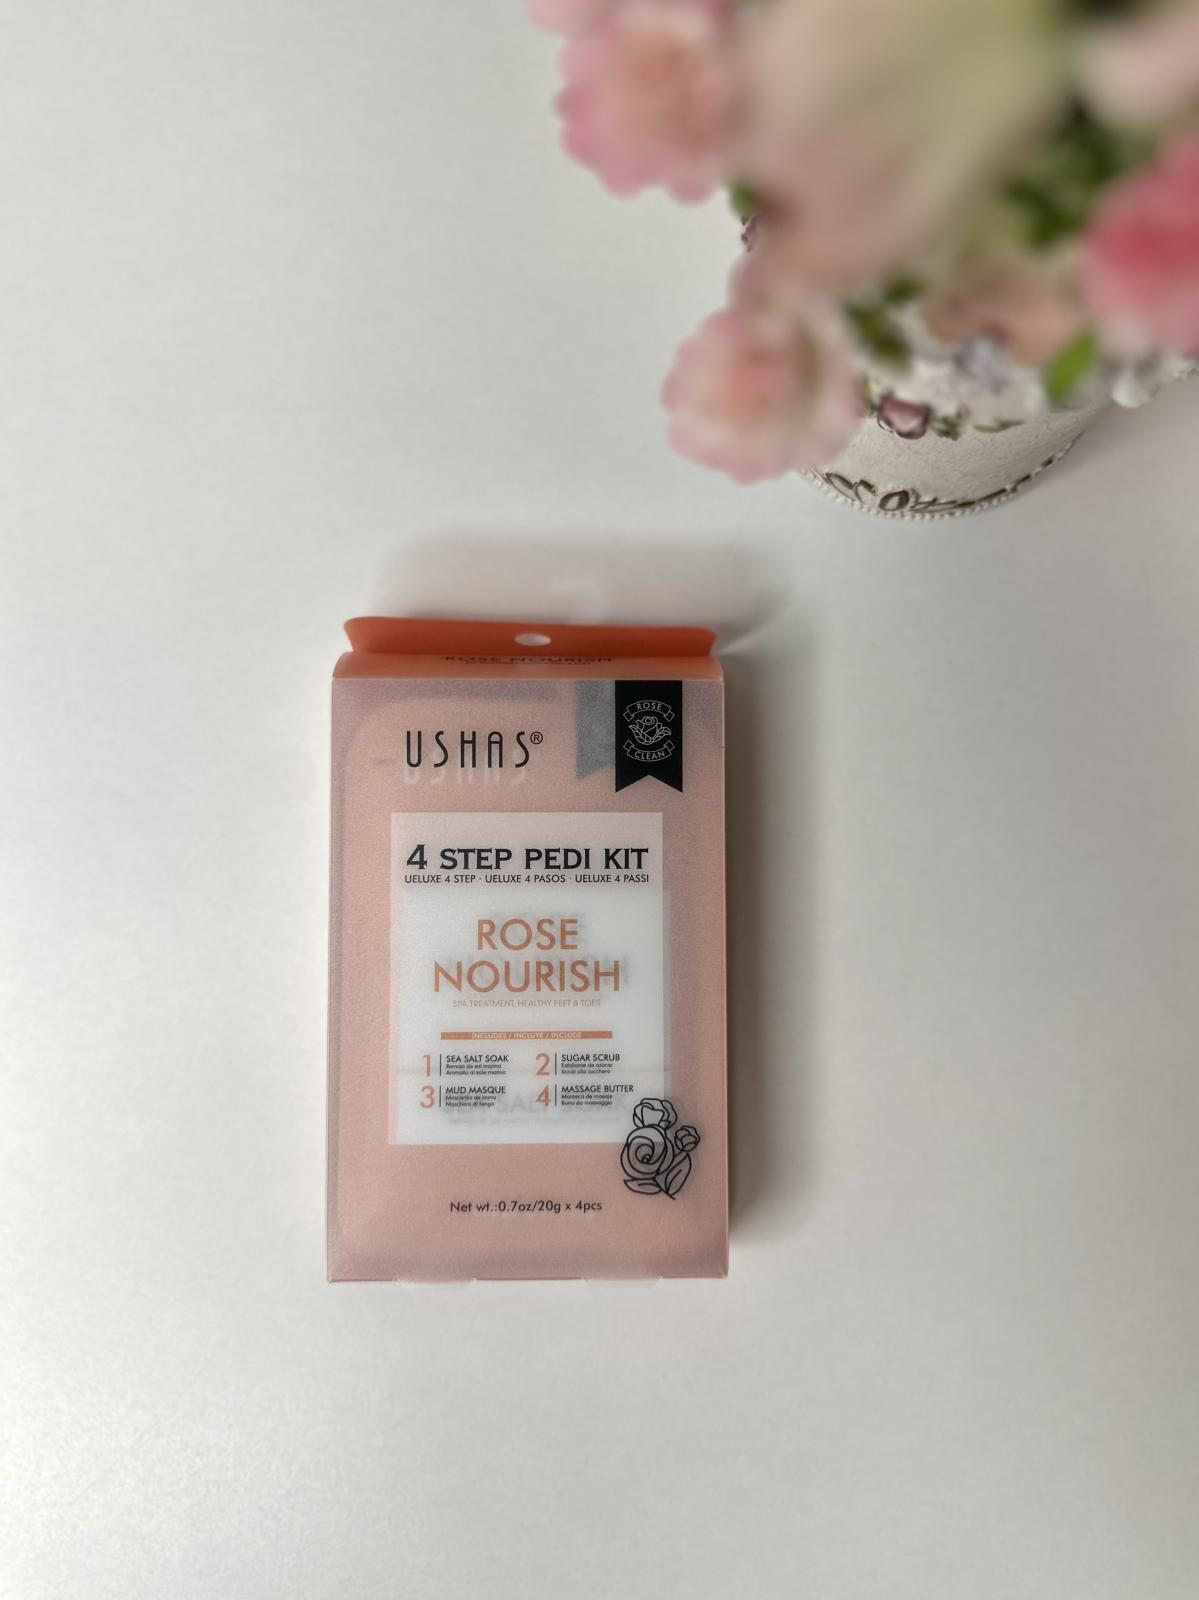 ROSE NOURISH
USHAS®
ROSE
CLEAN
4 STEP PEDI KIT
UELUXE 4 STEP · UELUXE 4 PASOS · UELUXE 4 PASSI
ROSE
NOURISH
SPA TREATMENT, HEALTHY FEET & TOES
INCLUDES / INCLUYE / INCLUDE
1 SEA SALT SOAK
Remojo de sal marina
Ammollo al sale marino
2 SUGAR SCRUB
Exfoliante de azúcar
Scrub allo zucchero
3 MUD MASQUE
Mascarilla de barro
Maschera di fango
4 MASSAGE BUTTER
Manteca de masaje
Burro da massaggio
Net wt.:0.7oz/20g x 4pcs